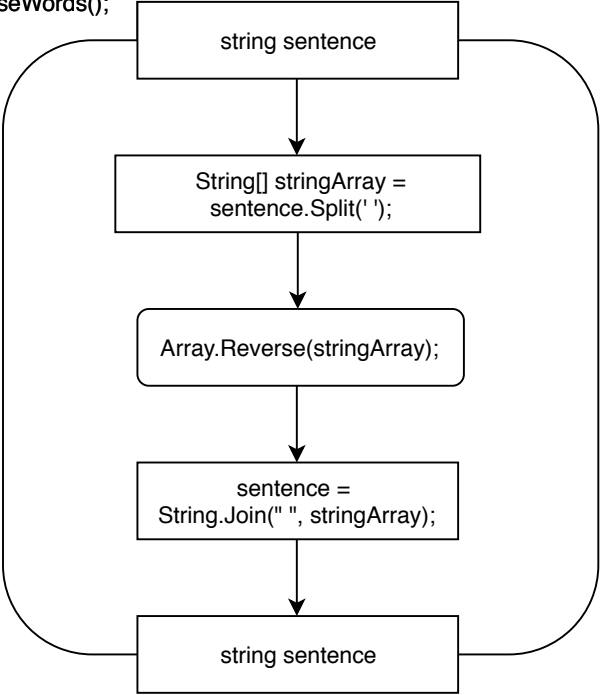 seWords();
string sentence
String[] stringArray =
sentence.Split(' ');
Array.Reverse(stringArray);
sentence =
String.Join(" ", stringArray);
string sentence